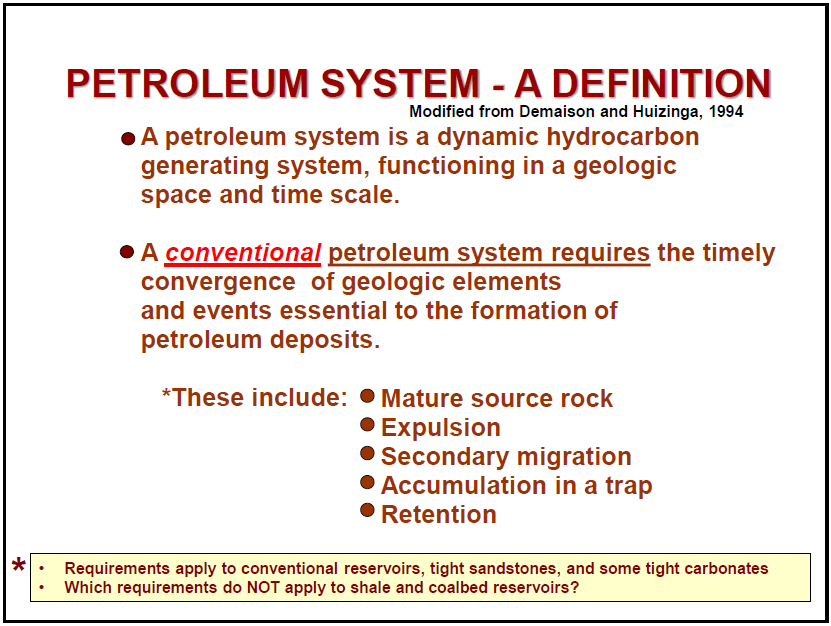 PETROLEUM SYSTEM - A DEFINITION
Modified from Demaison and Huizinga, 1994
● A petroleum system is a dynamic hydrocarbon
generating system, functioning in a geologic
space and time scale.
● A conventional petroleum system requires the timely
convergence of geologic elements
and events essential to the formation of
petroleum deposits.
*These include: ● Mature source rock
● Expulsion
● Secondary migration
● Accumulation in a trap
● Retention
* • Requirements apply to conventional reservoirs, tight sandstones, and some tight carbonates
• Which requirements do NOT apply to shale and coalbed reservoirs?